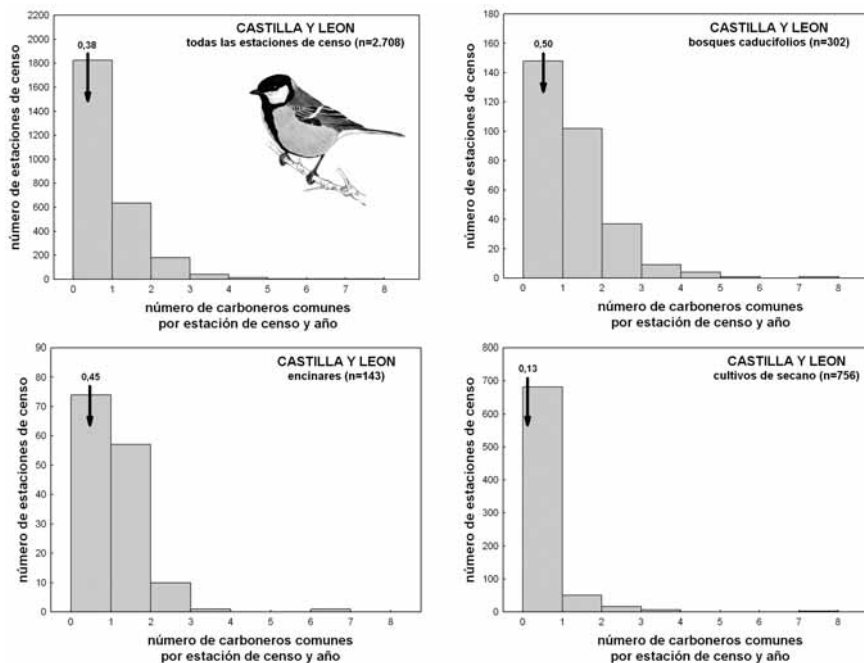 CASTILLA Y LEON
todas las estaciones de censo (n=2.708)
0,38
número de estaciones de censo
2200
2000
1800
1600
1400
1200
1000
800
600
400
200
0
0 1 2 3 4 5 6 7 8
número de carboneros comunes
por estación de censo y año
CASTILLA Y LEON
bosques caducifolios (n=302)
0,50
número de estaciones de censo
180
160
140
120
100
80
60
40
20
0
0 1 2 3 4 5 6 7 8
número de carboneros comunes
por estación de censo y año
CASTILLA Y LEON
encinares (n=143)
0,45
número de estaciones de censo
90
80
70
60
50
40
30
20
10
0
0 1 2 3 4 5 6 7 8
número de carboneros comunes
por estación de censo y año
CASTILLA Y LEON
cultivos de secano (n=756)
0,13
número de estaciones de censo
800
700
600
500
400
300
200
100
0
0 1 2 3 4 5 6 7 8
número de carboneros comunes
por estación de censo y año